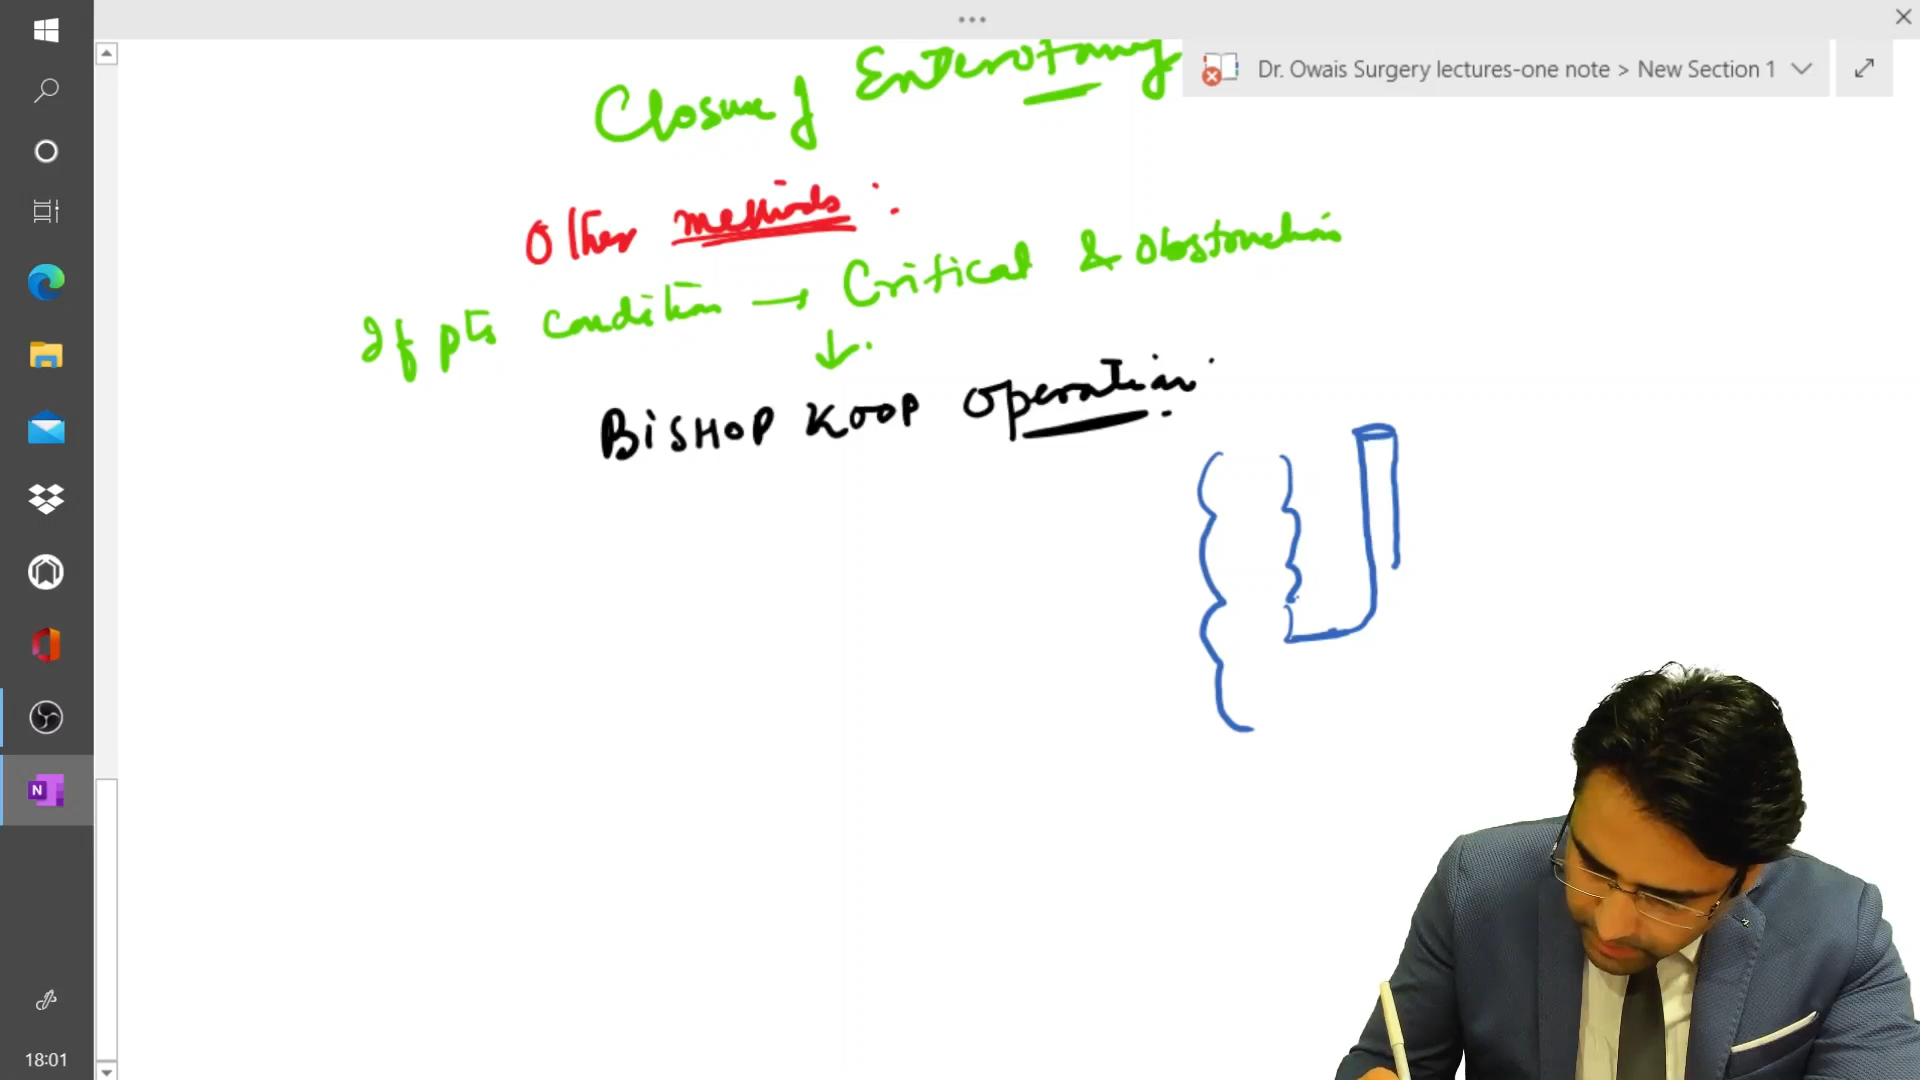 Dr. Owais Surgery lectures-one note > New Section 1
Closure of Enterotomy
Other methods :
If pts condition → Critical & obstruction
↓
BISHOP KOOP operation
N
18:01